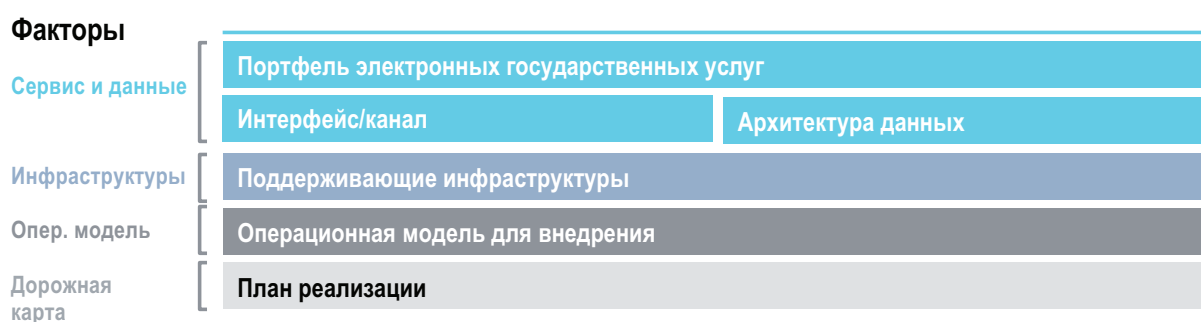 Факторы
Сервис и данные
Портфель электронных государственных услуг
Интерфейс/канал
Архитектура данных
Инфраструктуры
Поддерживающие инфраструктуры
Опер. модель
Операционная модель для внедрения
Дорожная
карта
План реализации